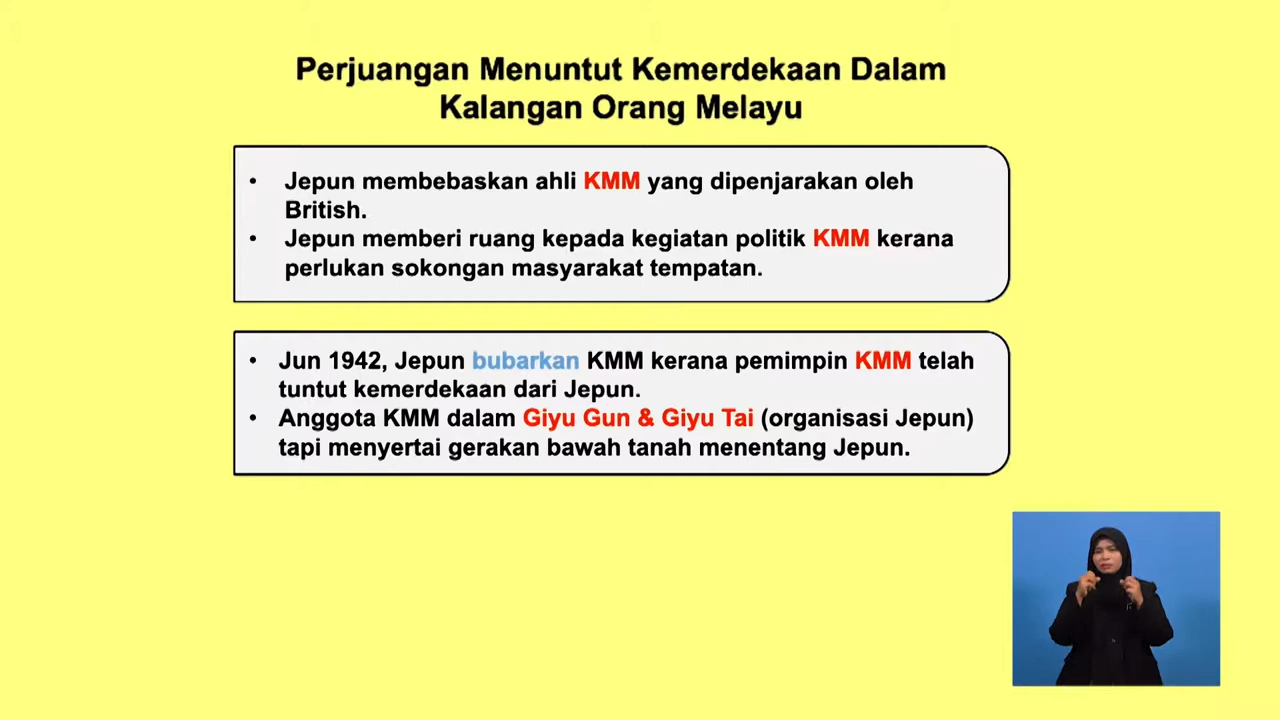 Perjuangan Menuntut Kemerdekaan Dalam
Kalangan Orang Melayu
• Jepun membebaskan ahli KMM yang dipenjarakan oleh
British.
• Jepun memberi ruang kepada kegiatan politik KMM kerana
perlukan sokongan masyarakat tempatan.
• Jun 1942, Jepun bubarkan KMM kerana pemimpin KMM telah
tuntut kemerdekaan dari Jepun.
• Anggota KMM dalam Giyu Gun & Giyu Tai (organisasi Jepun)
tapi menyertai gerakan bawah tanah menentang Jepun.